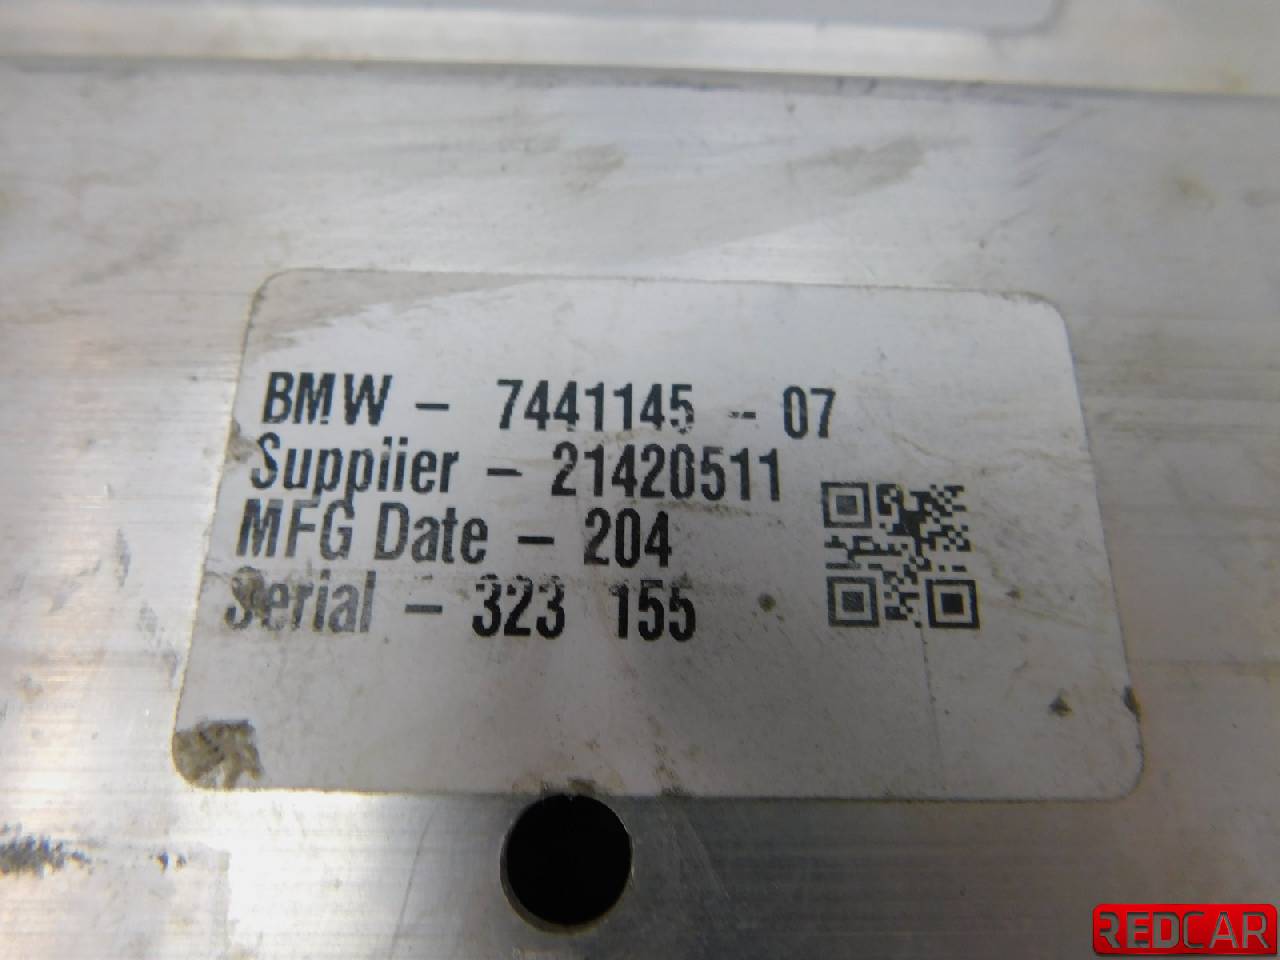 BMW - 7441145 - 07
Supplier - 21420511
MFG Date - 204
Serial - 323 155
REDCAR